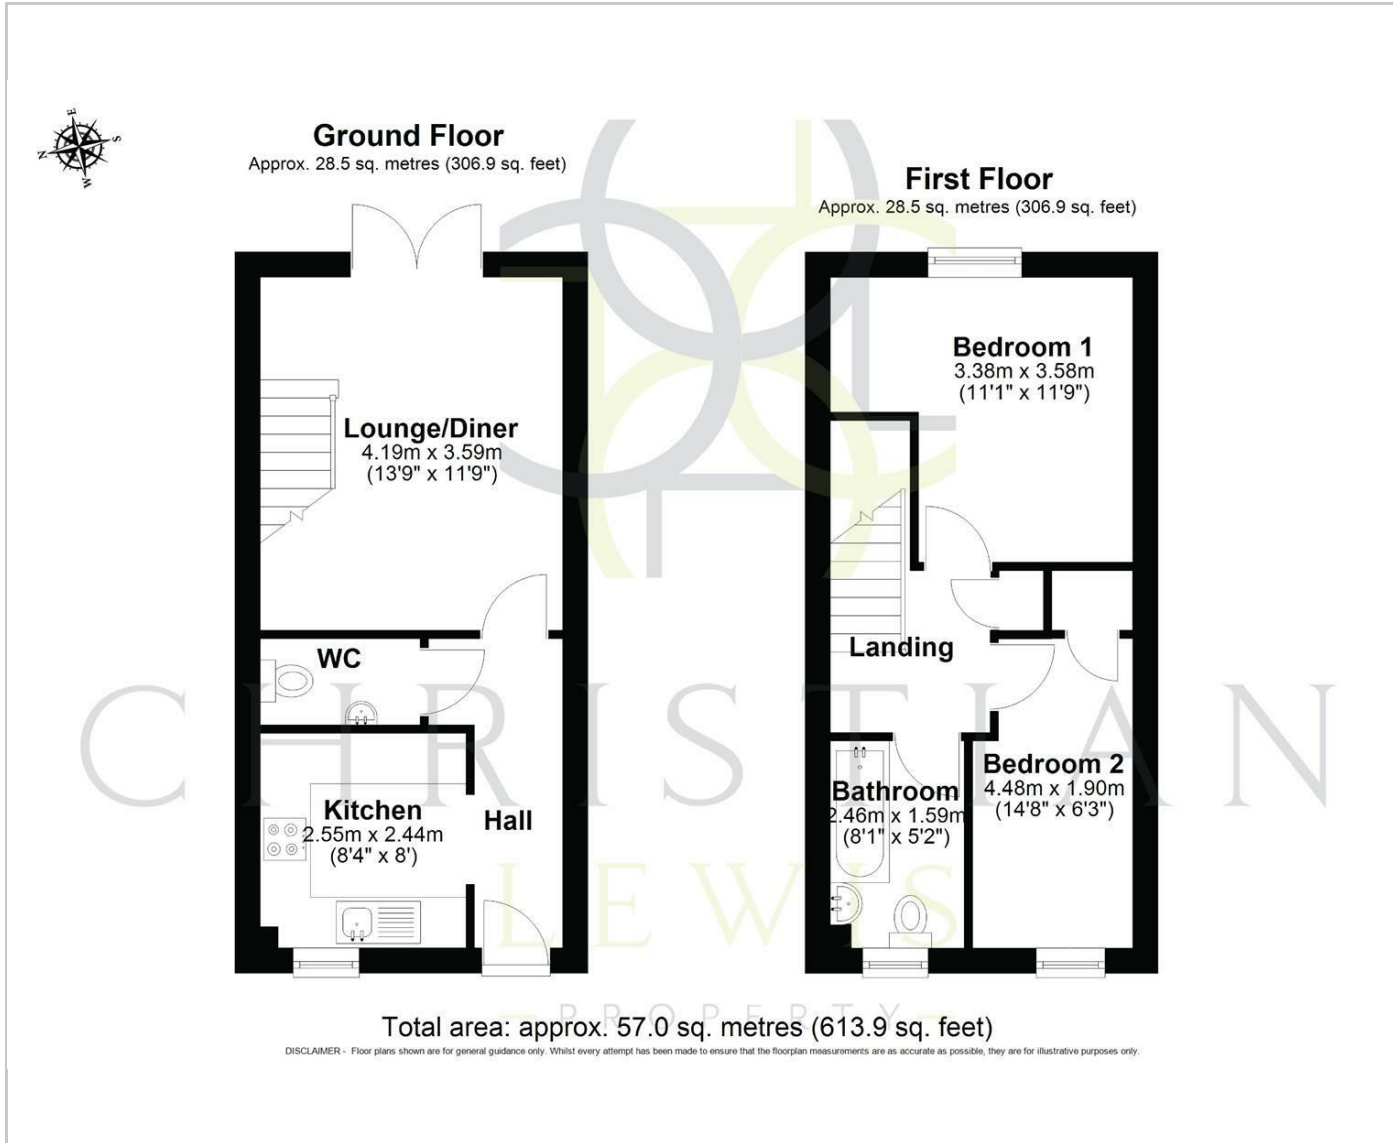 E
S
N
W
Ground Floor
Approx. 28.5 sq. metres (306.9 sq. feet)
First Floor
Approx. 28.5 sq. metres (306.9 sq. feet)
Lounge/Diner
4.19m x 3.59m
(13'9" x 11'9")
WC
Kitchen
2.55m x 2.44m
(8'4" x 8')
Hall
Bedroom 1
3.38m x 3.58m
(11'1" x 11'9")
Landing
Bathroom
2.46m x 1.59m
(8'1" x 5'2")
Bedroom 2
4.48m x 1.90m
(14'8" x 6'3")
CHRISTIAN
LEWIS
PROPERTY
Total area: approx. 57.0 sq. metres (613.9 sq. feet)
DISCLAIMER - Floor plans shown are for general guidance only. Whilst every attempt has been made to ensure that the floorplan measurements are as accurate as possible, they are for illustrative purposes only.